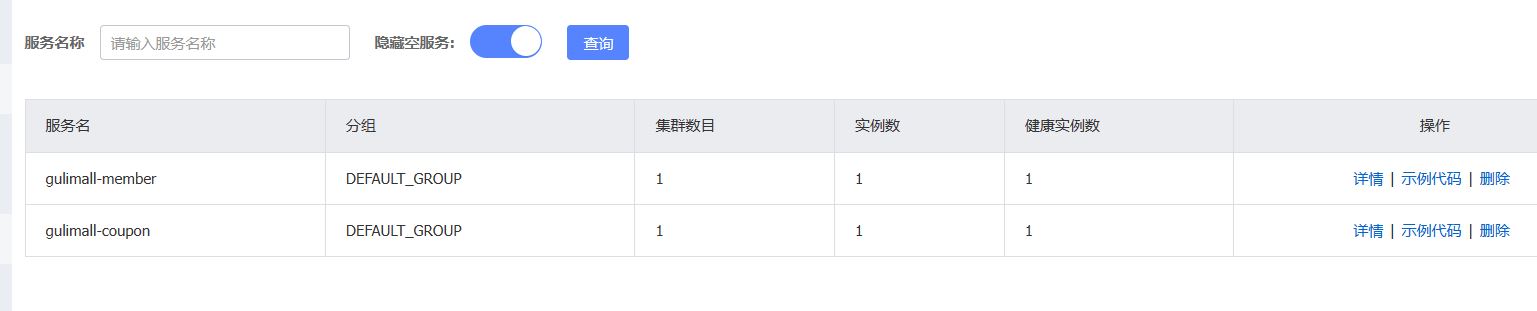 服务名称 请输入服务名称 隐藏空服务: 查询
服务名 分组 集群数目 实例数 健康实例数 操作
gulimall-member DEFAULT_GROUP 1 1 1 详情 | 示例代码 | 删除
gulimall-coupon DEFAULT_GROUP 1 1 1 详情 | 示例代码 | 删除